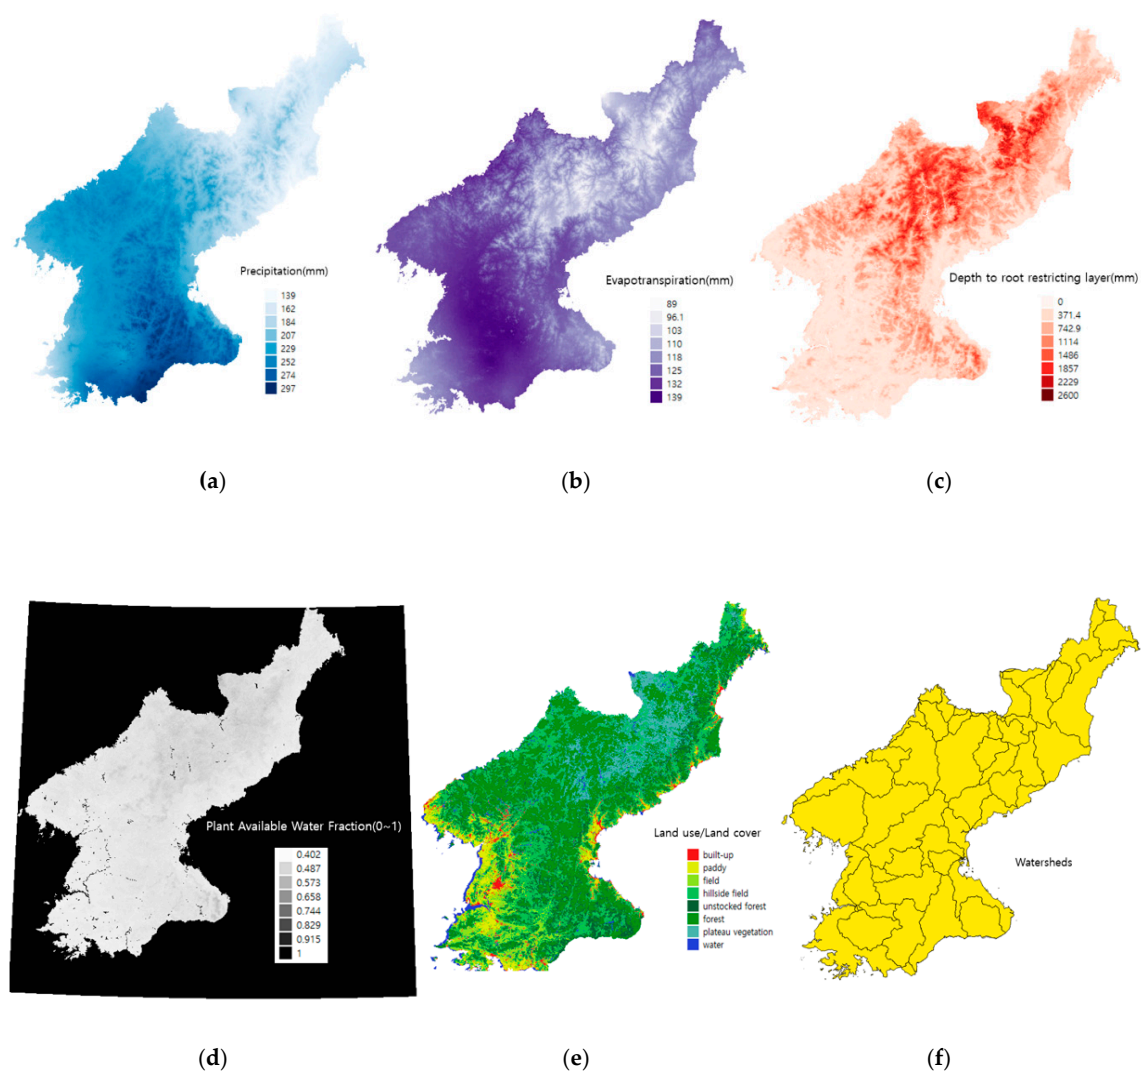 Precipitation(mm)
139
162
184
207
229
252
274
297
(a)
Evapotranspiration(mm)
89
96.1
103
110
118
125
132
139
(b)
Depth to root restricting layer(mm)
0
371.4
742.9
1114
1486
1857
2229
2600
(c)
Plant Available Water Fraction(0~1)
0.402
0.487
0.573
0.658
0.744
0.829
0.915
1
(d)
Land use/Land cover
built-up
paddy
field
hillside field
unstocked forest
forest
plateau vegetation
water
(e)
Watersheds
(f)